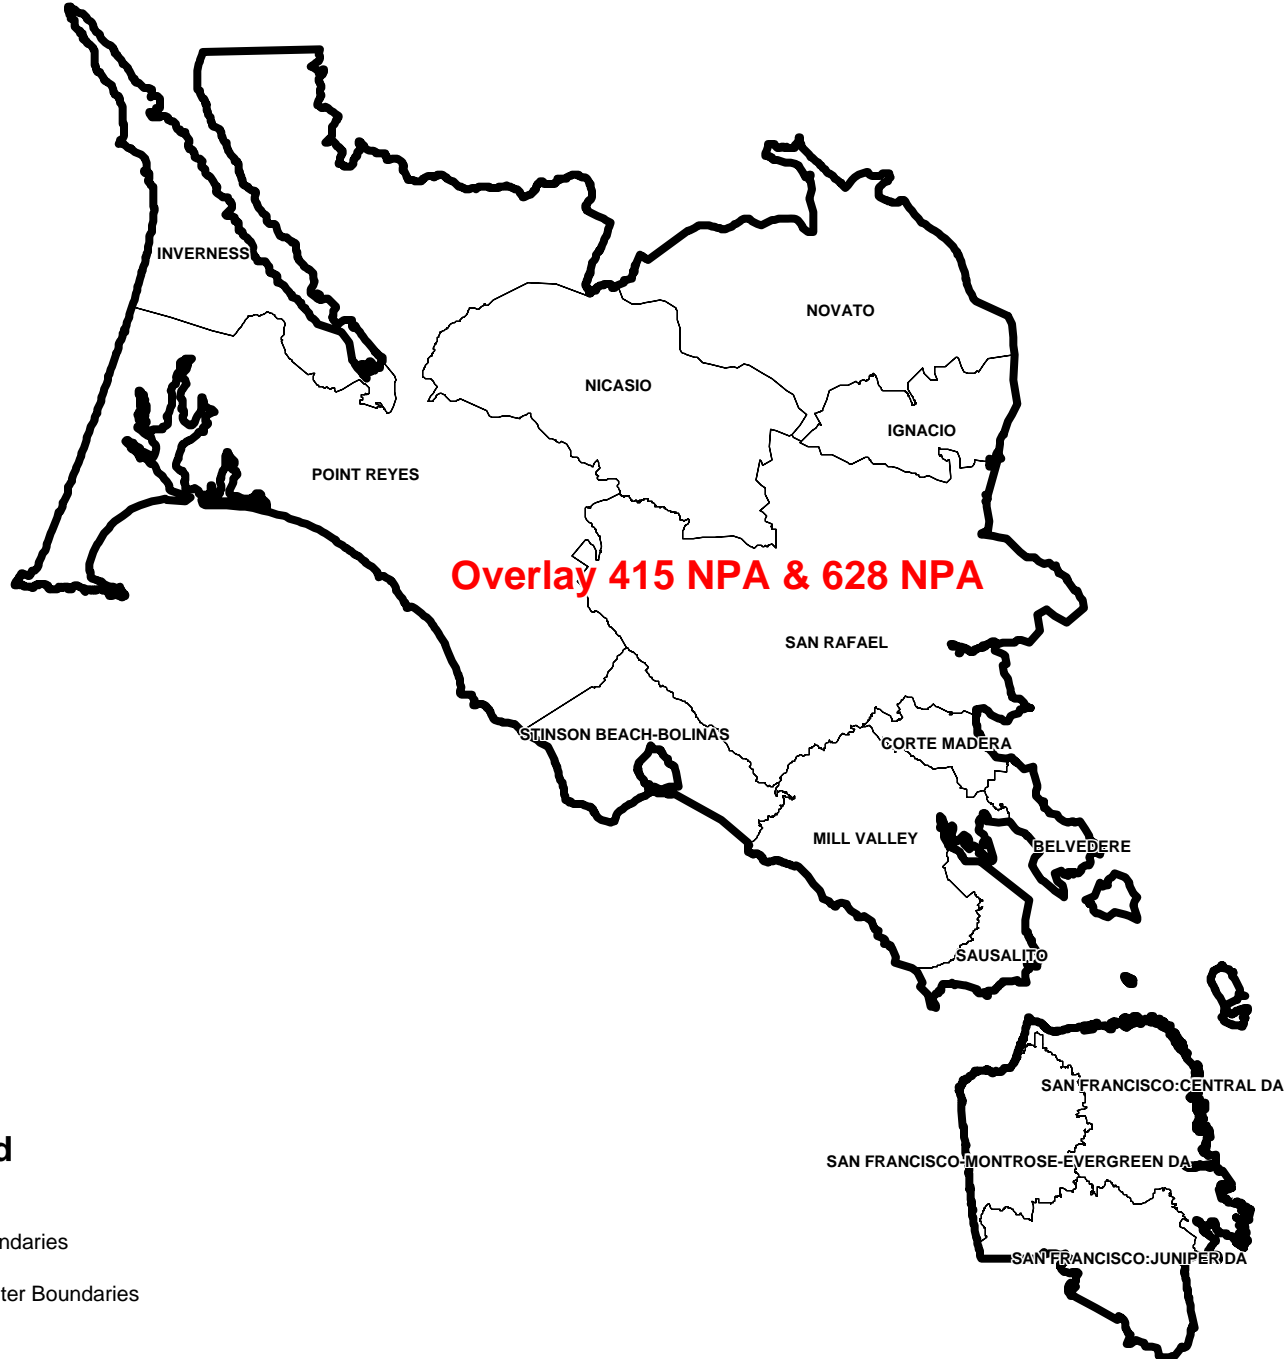 INVERNESS
NOVATO
NICASIO
IGNACIO
POINT REYES
Overlay 415 NPA & 628 NPA
SAN RAFAEL
STINSON BEACH-BOLINAS
CORTE MADERA
MILL VALLEY
BELVEDERE
SAUSALITO
SAN FRANCISCO:CENTRAL DA
SAN FRANCISCO-MONTROSE-EVERGREEN DA
SAN FRANCISCO:JUNIPER DA
d
ndaries
ter Boundaries